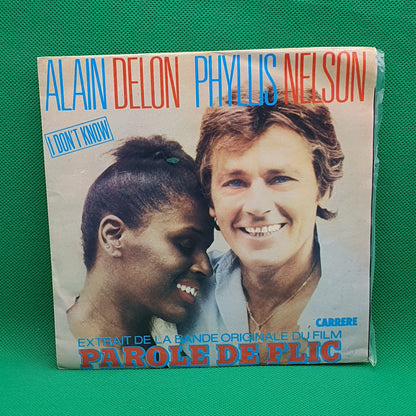 ALAIN DELON PHYLLIS NELSON
I DON'T KNOW
CARRERE
EXTRAIT DE LA BANDE ORIGINALE DU FILM
PAROLE DE FLIC